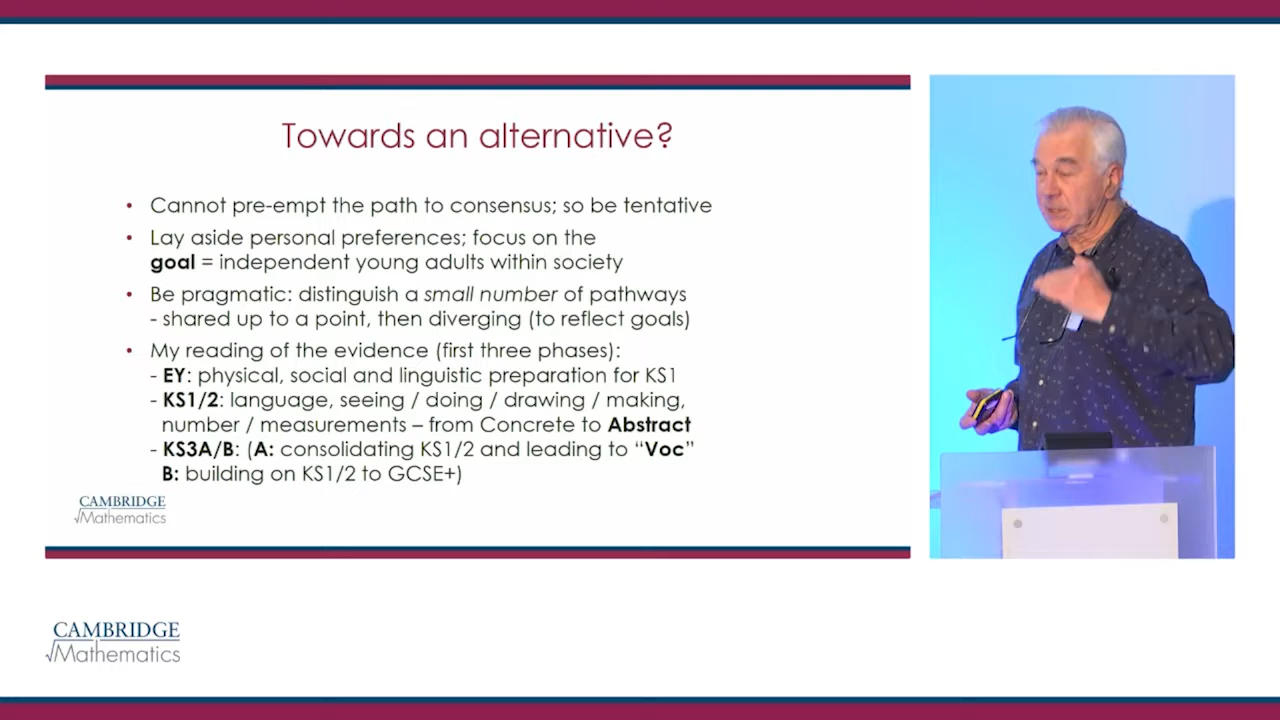 Towards an alternative?
• Cannot pre-empt the path to consensus; so be tentative
• Lay aside personal preferences; focus on the
goal = independent young adults within society
• Be pragmatic: distinguish a small number of pathways
- shared up to a point, then diverging (to reflect goals)
• My reading of the evidence (first three phases):
- EY: physical, social and linguistic preparation for KS1
- KS1/2: language, seeing / doing / drawing / making,
number / measurements – from Concrete to Abstract
- KS3A/B: (A: consolidating KS1/2 and leading to “Voc”
B: building on KS1/2 to GCSE+)
CAMBRIDGE
√Mathematics
CAMBRIDGE
√Mathematics